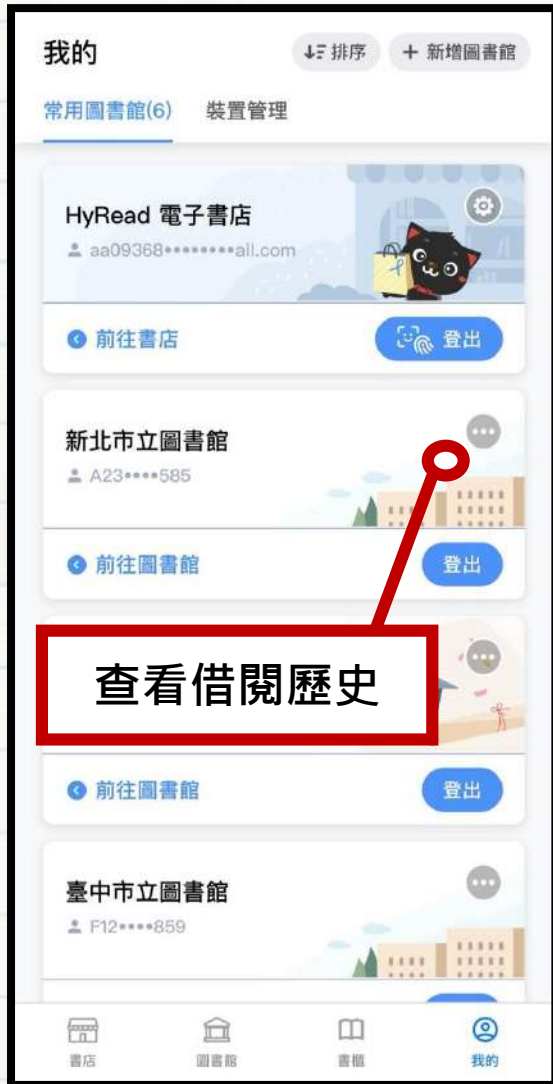 我的
排序
+ 新增圖書館
常用圖書館(6)
裝置管理
HyRead 電子書店
aa09368••••••••ail.com
前往書店
登出
新北市立圖書館
A23••••585
前往圖書館
登出
查看借閱歷史
前往圖書館
登出
臺中市立圖書館
F12••••859
書店
圖書館
書櫃
我的